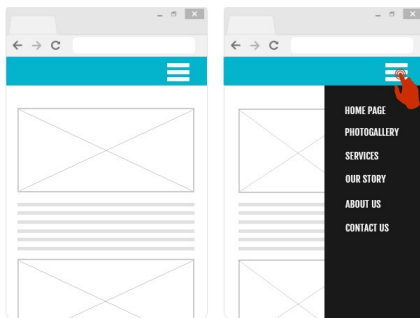 HOME PAGE
PHOTOGALLERY
SERVICES
OUR STORY
ABOUT US
CONTACT US